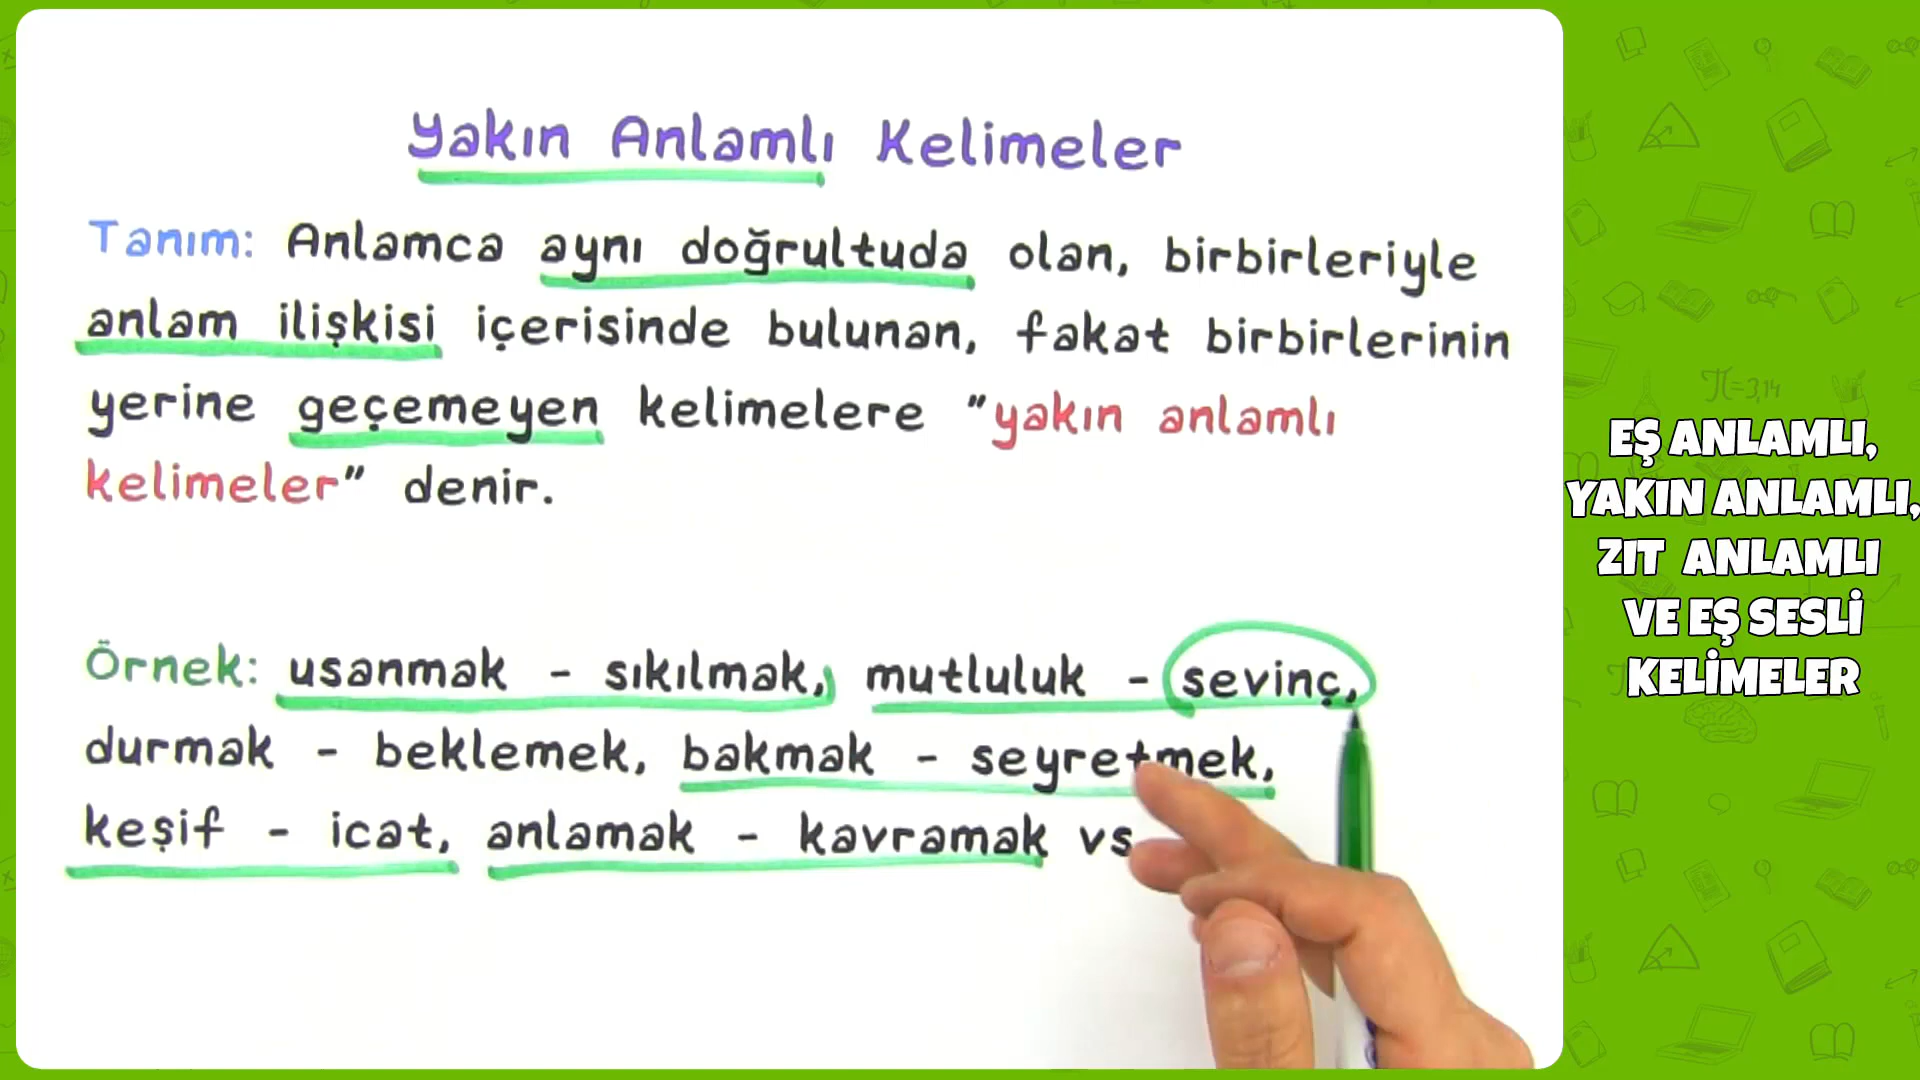 Yakın Anlamlı Kelimeler
Tanım: Anlamca aynı doğrultuda olan, birbirleriyle
anlam ilişkisi içerisinde bulunan, fakat birbirlerinin
yerine geçemeyen kelimelere "yakın anlamlı
kelimeler" denir.
Örnek: usanmak - sıkılmak, mutluluk - sevinç,
durmak - beklemek, bakmak - seyretmek,
keşif - icat, anlamak - kavramak vs
π=3,14
EŞ ANLAMLI,
YAKIN ANLAMLI,
ZIT ANLAMLI
VE EŞ SESLİ
KELİMELER